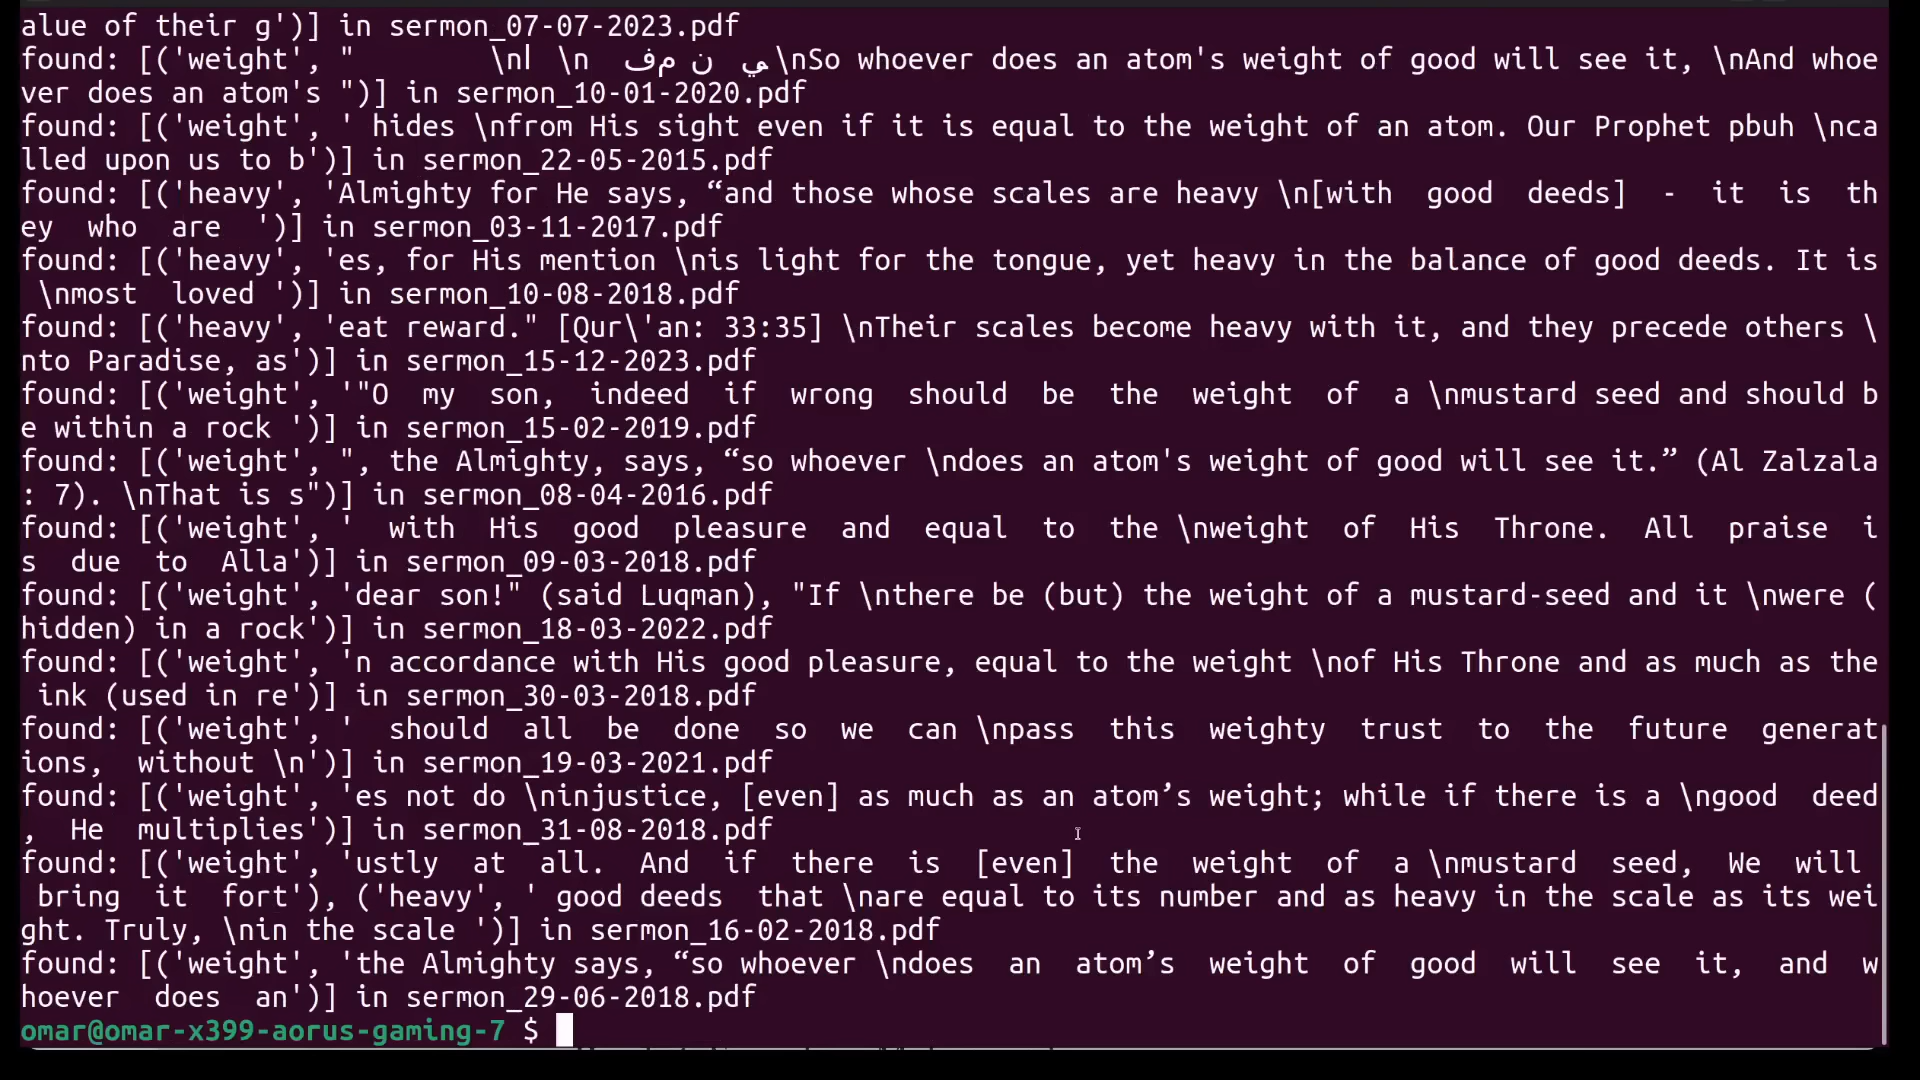 alue of their g')] in sermon_07-07-2023.pdf
found: [('weight', "        \nا \n  في ن مف  \nSo whoever does an atom's weight of good will see it, \nAnd whoe
ver does an atom's ")] in sermon_10-01-2020.pdf
found: [('weight', ' hides \nfrom His sight even if it is equal to the weight of an atom. Our Prophet pbuh \nca
lled upon us to b')] in sermon_22-05-2015.pdf
found: [('heavy', 'Almighty for He says, “and those whose scales are heavy \n[with  good  deeds]  -  it  is  th
ey  who  are  ')] in sermon_03-11-2017.pdf
found: [('heavy', 'es, for His mention \nis light for the tongue, yet heavy in the balance of good deeds. It is
 \nmost  loved ')] in sermon_10-08-2018.pdf
found: [('heavy', 'eat reward." [Qur\'an: 33:35] \nTheir scales become heavy with it, and they precede others \
nto Paradise, as')] in sermon_15-12-2023.pdf
found: [('weight', '"O  my  son,  indeed  if  wrong  should  be  the  weight  of  a \nmustard seed and should b
e within a rock ')] in sermon_15-02-2019.pdf
found: [('weight', ", the Almighty, says, “so whoever \ndoes an atom's weight of good will see it.” (Al Zalzala
: 7). \nThat is s")] in sermon_08-04-2016.pdf
found: [('weight', '  with  His  good  pleasure  and  equal  to  the \nweight  of  His  Throne.  All  praise  i
s  due  to  Alla')] in sermon_09-03-2018.pdf
found: [('weight', 'dear son!" (said Luqman), "If \nthere be (but) the weight of a mustard-seed and it \nwere (
hidden) in a rock')] in sermon_18-03-2022.pdf
found: [('weight', 'n accordance with His good pleasure, equal to the weight \nof His Throne and as much as the
 ink (used in re')] in sermon_30-03-2018.pdf
found: [('weight', '  should  all  be  done  so  we  can \npass  this  weighty  trust  to  the  future  generat
ions,  without \n')] in sermon_19-03-2021.pdf
found: [('weight', 'es not do \ninjustice, [even] as much as an atom’s weight; while if there is a \ngood  deed
,  He  multiplies')] in sermon_31-08-2018.pdf
found: [('weight', 'ustly  at  all.  And  if  there  is  [even]  the  weight  of  a \nmustard  seed,  We  will 
 bring  it  fort'), ('heavy', ' good deeds  that \nare equal to its number and as heavy in the scale as its wei
ght. Truly, \nin the scale ')] in sermon_16-02-2018.pdf
found: [('weight', 'the Almighty says, “so whoever \ndoes  an  atom’s  weight  of  good  will  see  it,  and  w
hoever  does  an')] in sermon_29-06-2018.pdf
omar@omar-x399-aorus-gaming-7 $